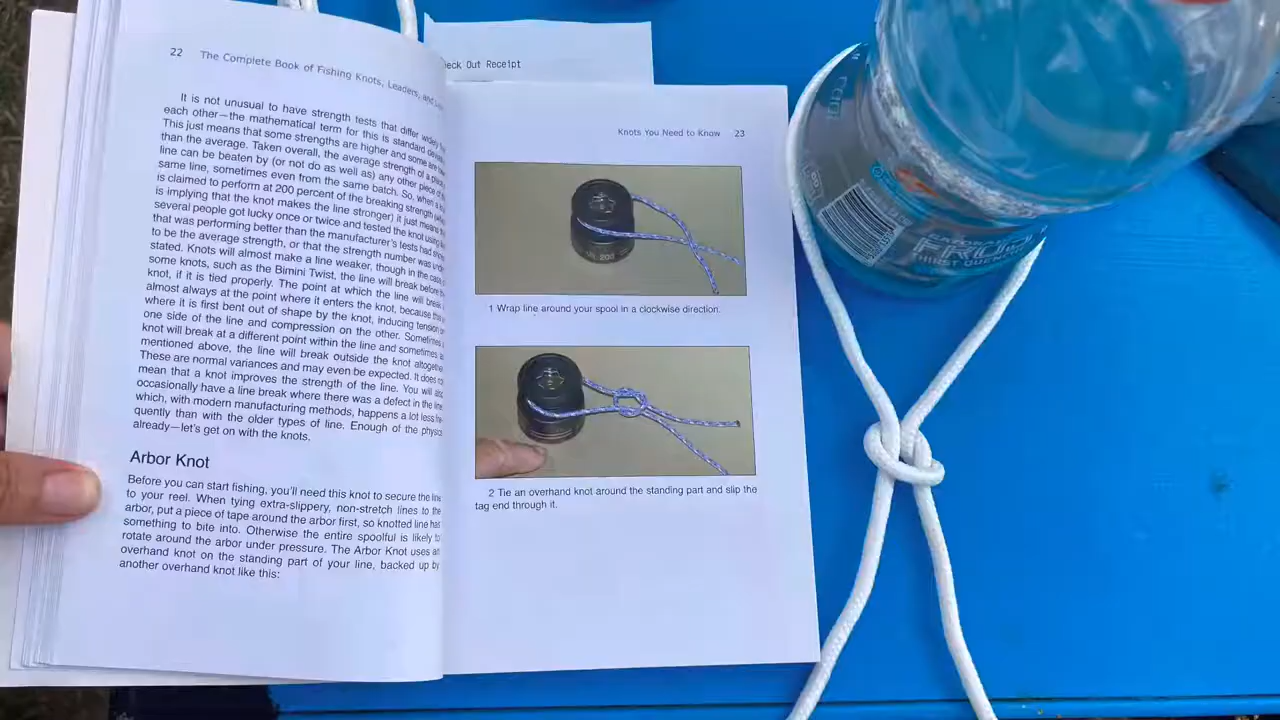 22 The Complete Book of Fishing Knots, Leaders, and
It is not unusual to have strength tests that differ widely
each other—the mathematical term for this is standard
This just means that some strengths are higher and some are
than the average. Taken overall, the average strength of a
line can be beaten by (or not do as well as) any other piece
same line, sometimes even from the same batch. So, when a
is claimed to perform at 200 percent of the breaking strength
is implying that the knot makes the line stronger) it just means
several people got lucky once or twice and tested the knot using
that was performing better than the manufacturer's tests had
to be the average strength, or that the strength number was
stated. Knots will almost make a line weaker, though in the case
some knots, such as the Bimini Twist, the line will break before
knot, if it is tied properly. The point at which the line will break
almost always at the point where it enters the knot, because
where it is first bent out of shape by the knot, inducing tension
one side of the line and compression on the other. Sometimes
knot will break at a different point within the line and sometimes
mentioned above, the line will break outside the knot altogether
These are normal variances and may even be expected. It does
mean that a knot improves the strength of the line. You will
occasionally have a line break where there was a defect in the line
which, with modern manufacturing methods, happens a lot less
quently than with the older types of line. Enough of the
already—let's get on with the knots.
Arbor Knot
Before you can start fishing, you'll need this knot to secure the line
to your reel. When tying extra-slippery, non-stretch lines to the
arbor, put a piece of tape around the arbor first, so knotted line has
something to bite into. Otherwise the entire spoolful is likely to
rotate around the arbor under pressure. The Arbor Knot uses an
overhand knot on the standing part of your line, backed up by
another overhand knot like this:
eck Out Receipt
Knots You Need to Know 23
200
1 Wrap line around your spool in a clockwise direction.
2 Tie an overhand knot around the standing part and slip the
tag end through it.
THIRST QUENCHER